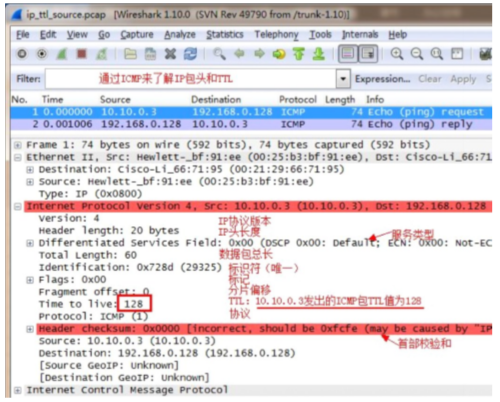 ip_ttl_source.pcap [Wireshark 1.10.0 (SVN Rev 49790 from /trunk-1.10)]
File Edit View Go Capture Analyze Statistics Telephony Tools Internals Help
Filter: 通过ICMP来了解IP包头和TTL Expression... Clear Apply S
No. Time Source Destination Protocol Length Info
1 0.000000 10.10.0.3 192.168.0.128 ICMP 74 Echo (ping) request
2 0.001006 192.168.0.128 10.10.0.3 ICMP 74 Echo (ping) reply
Frame 1: 74 bytes on wire (592 bits), 74 bytes captured (592 bits)
Ethernet II, Src: Hewlett-_bf:91:ee (00:25:b3:bf:91:ee), Dst: Cisco-Li_66:71
Destination: Cisco-Li_66:71:95 (00:21:29:66:71:95)
Source: Hewlett-_bf:91:ee (00:25:b3:bf:91:ee)
Type: IP (0x0800)
Internet Protocol Version 4, Src: 10.10.0.3 (10.10.0.3), Dst: 192.168.0.128
Version: 4 IP协议版本
Header length: 20 bytes IP头长度 服务类型
Differentiated Services Field: 0x00 (DSCP 0x00: Default; ECN: 0x00: Not-EC
Total Length: 60 数据包总长
Identification: 0x728d (29325) 标识符（唯一）
Flags: 0x00 标记
Fragment offset: 0 分片偏移
Time to live: 128 TTL：10.10.0.3发出的ICMP包TTL值为128
Protocol: ICMP (1) 协议
Header checksum: 0x0000 [incorrect, should be 0xfcfe (may be caused by "IP
Source: 10.10.0.3 (10.10.0.3) 首部校验和
Destination: 192.168.0.128 (192.168.0.128)
[Source GeoIP: Unknown]
[Destination GeoIP: Unknown]
Internet Control Message Protocol